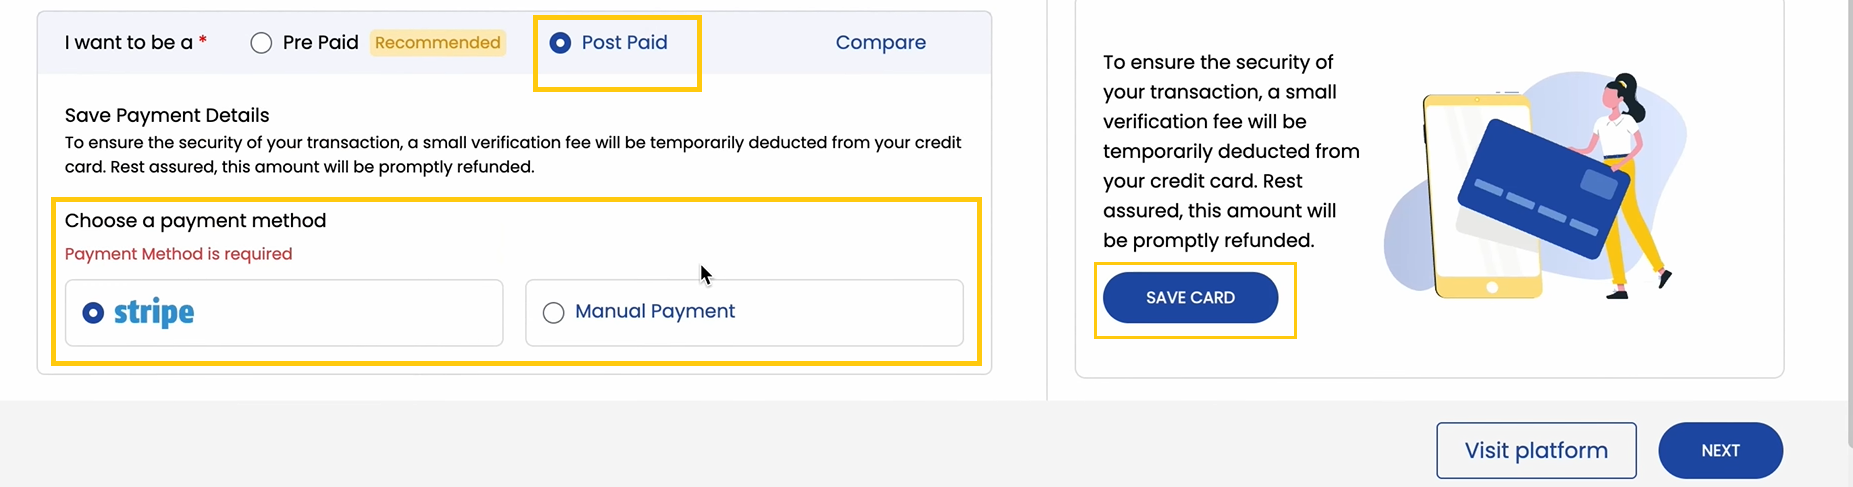 I want to be a * Pre Paid Recommended Post Paid Compare
Save Payment Details
To ensure the security of your transaction, a small verification fee will be temporarily deducted from your credit
card. Rest assured, this amount will be promptly refunded.
Choose a payment method
Payment Method is required
stripe Manual Payment
To ensure the security of
your transaction, a small
verification fee will be
temporarily deducted from
your credit card. Rest
assured, this amount will
be promptly refunded.
SAVE CARD
Visit platform NEXT